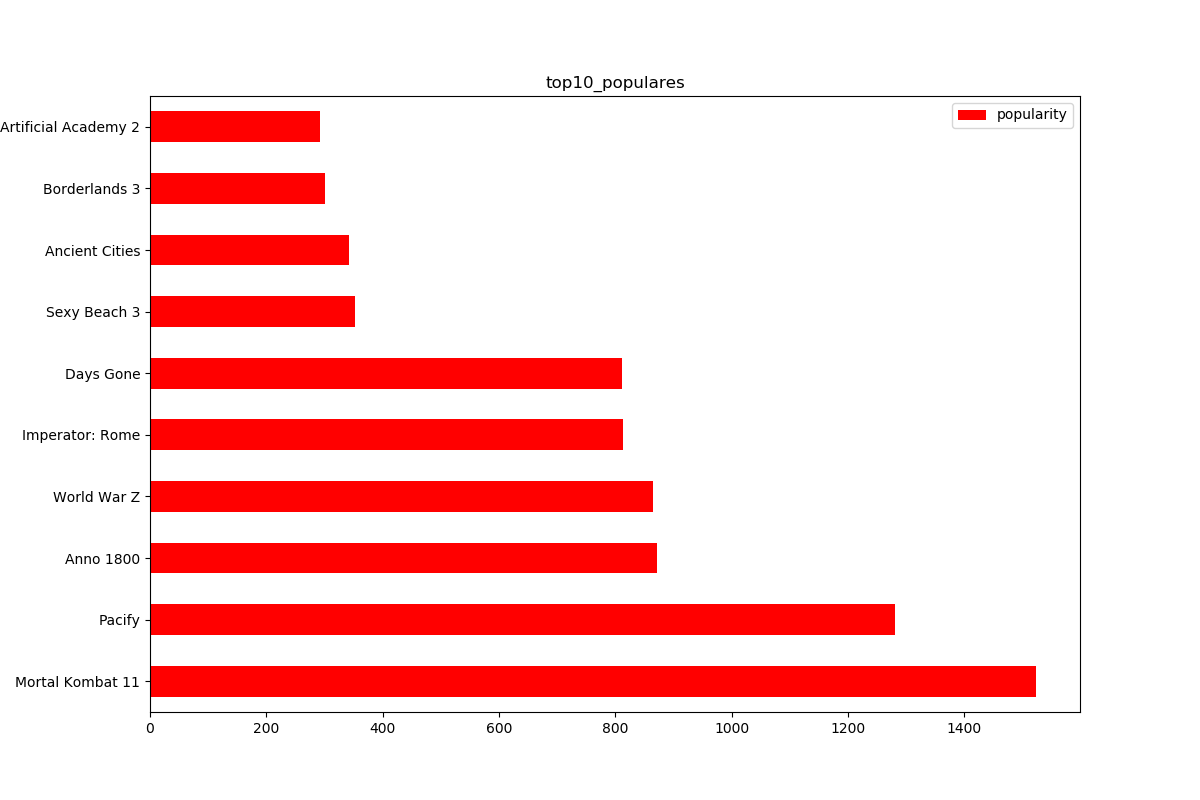 top10_populares
popularity
Artificial Academy 2
Borderlands 3
Ancient Cities
Sexy Beach 3
Days Gone
Imperator: Rome
World War Z
Anno 1800
Pacify
Mortal Kombat 11
0 200 400 600 800 1000 1200 1400